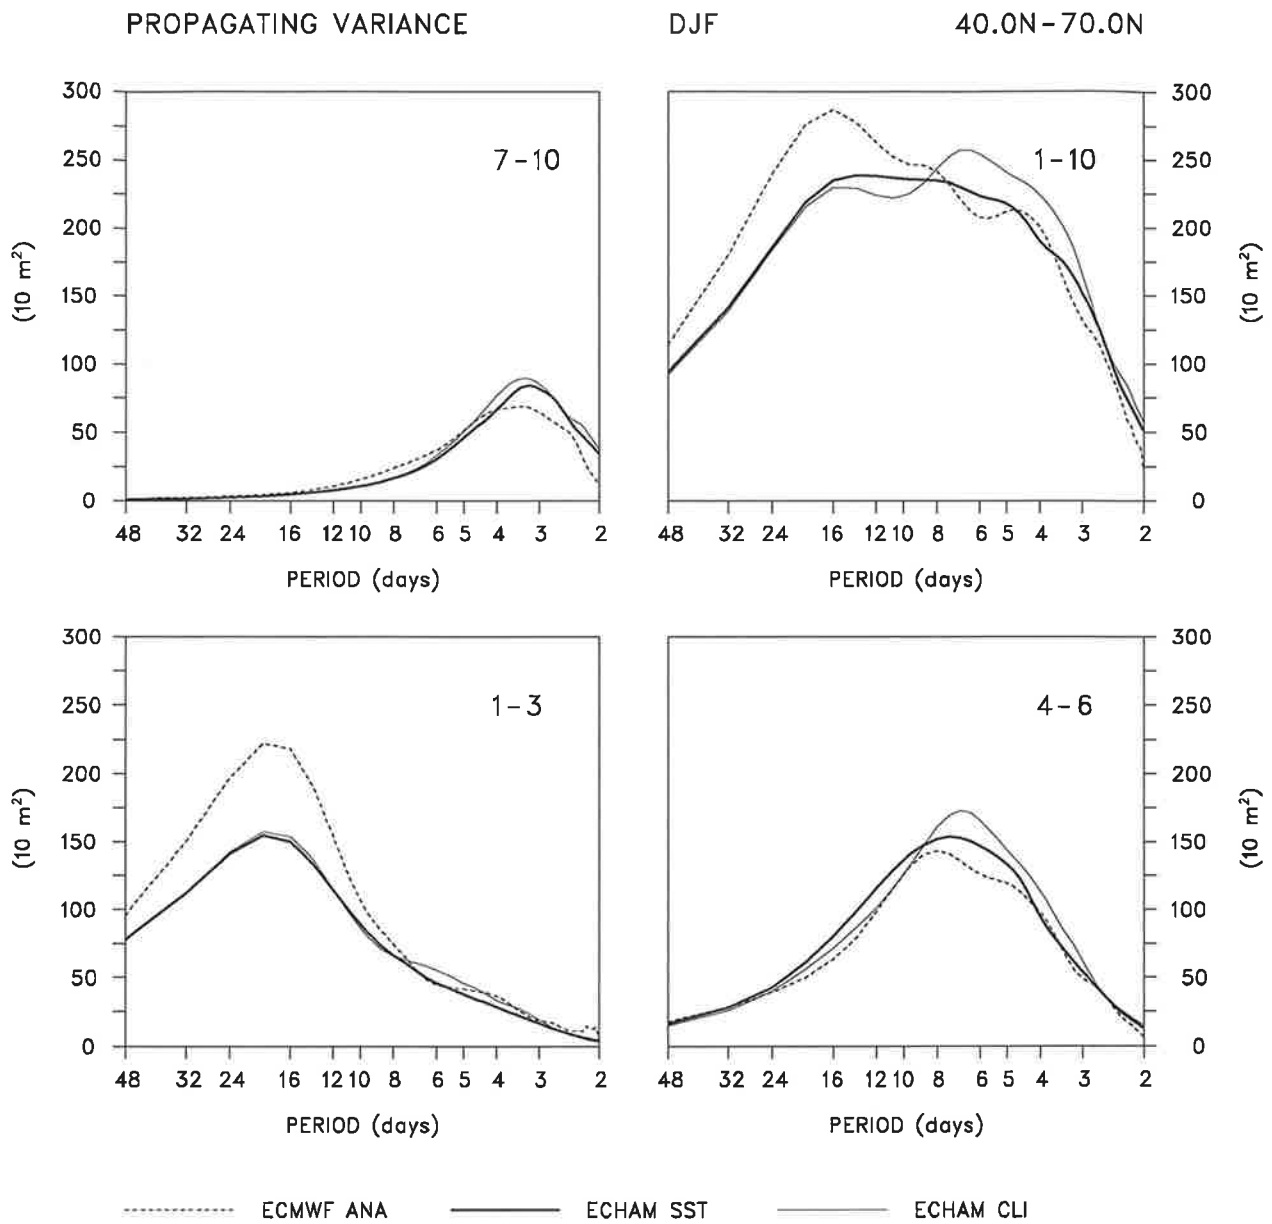 PROPAGATING VARIANCE DJF 40.0N-70.0N
300 300
7-10 1-10
250 250
200 200
(10 m²) (10 m²)
150 150
100 100
50 50
0 0
48 32 24 16 12 10 8 6 5 4 3 2 48 32 24 16 12 10 8 6 5 4 3 2
PERIOD (days) PERIOD (days)
300 300
1-3 4-6
250 250
200 200
(10 m²) (10 m²)
150 150
100 100
50 50
0 0
48 32 24 16 12 10 8 6 5 4 3 2 48 32 24 16 12 10 8 6 5 4 3 2
PERIOD (days) PERIOD (days)
ECMWF ANA ECHAM SST ECHAM CLI